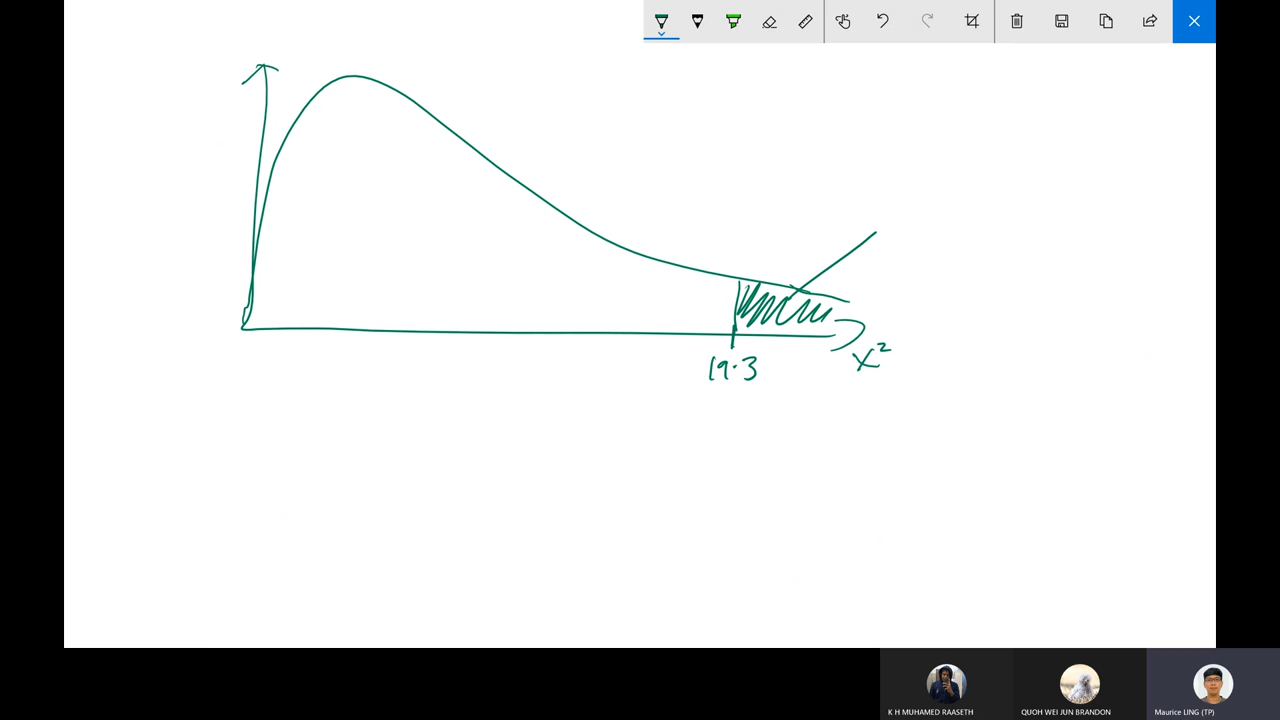 19.3
x²
K H MUHAMED RAASETH
QUOH WEI JUN BRANDON
Maurice LING (TP)